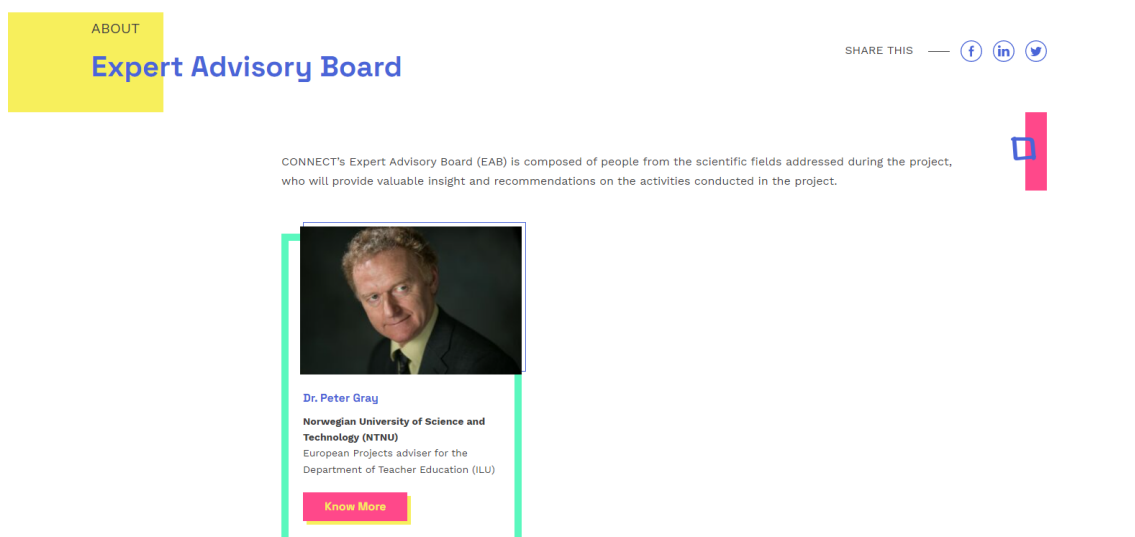 ABOUT
Expert Advisory Board
SHARE THIS
CONNECT's Expert Advisory Board (EAB) is composed of people from the scientific fields addressed during the project,
who will provide valuable insight and recommendations on the activities conducted in the project.
Dr. Peter Gray
Norwegian University of Science and
Technology (NTNU)
European Projects adviser for the
Department of Teacher Education (ILU)
Know More